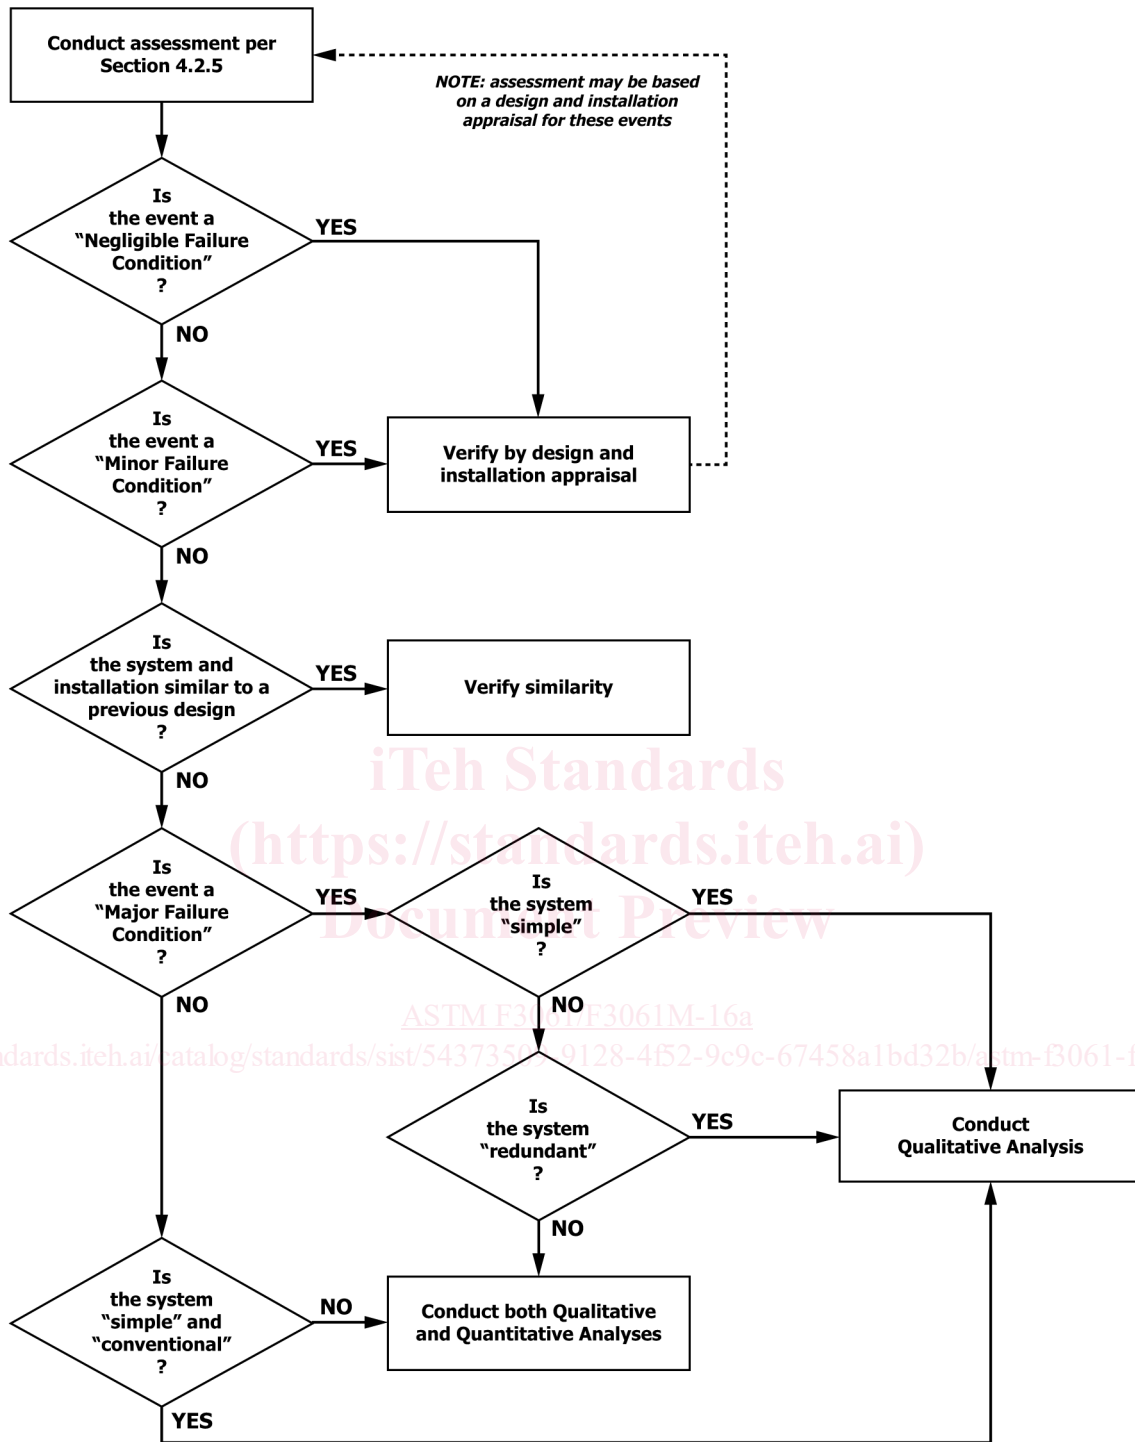 Conduct assessment per
Section 4.2.5
NOTE: assessment may be based
on a design and installation
appraisal for these events
Is
the event a
“Negligible Failure
Condition”
?
YES
NO
Is
the event a
“Minor Failure
Condition”
?
YES
Verify by design and
installation appraisal
NO
Is
the system and
installation similar to a
previous design
?
YES
Verify similarity
NO
iTeh Standards
(https://standards.iteh.ai)
Document Preview
Is
the event a
“Major Failure
Condition”
?
YES
Is
the system
“simple”
?
YES
NO
NO
ASTM F3061/F3061M-16a
Is
the system
“redundant”
?
YES
Conduct
Qualitative Analysis
NO
Is
the system
“simple” and
“conventional”
?
NO
Conduct both Qualitative
and Quantitative Analyses
YES